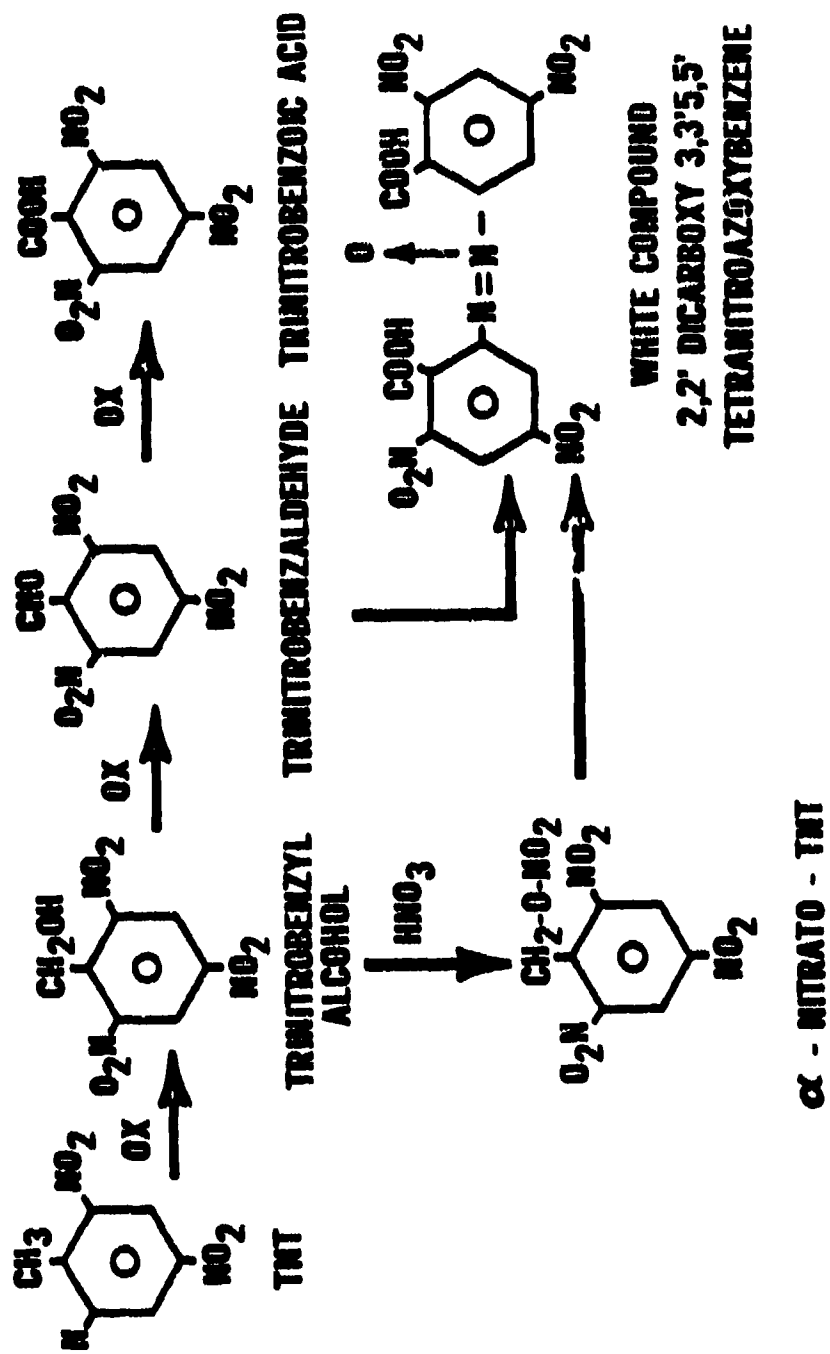 CH3
N
NO2
NO2
TNT
OX
CH2OH
O2N
NO2
NO2
TRINITROBENZYL
ALCOHOL
OX
CHO
O2N
NO2
NO2
TRINITROBENZALDEHYDE
OX
COOH
O2N
NO2
NO2
TRINITROBENZOIC ACID
HNO3
CH2-O-NO2
O2N
NO2
NO2
α - NITRATO - TNT
O
COOH
COOH
O2N
N=N-
NO2
NO2
NO2
WHITE COMPOUND
2,2' DICARBOXY 3,3'5,5'
TETRANITROAZOXYBENZENE